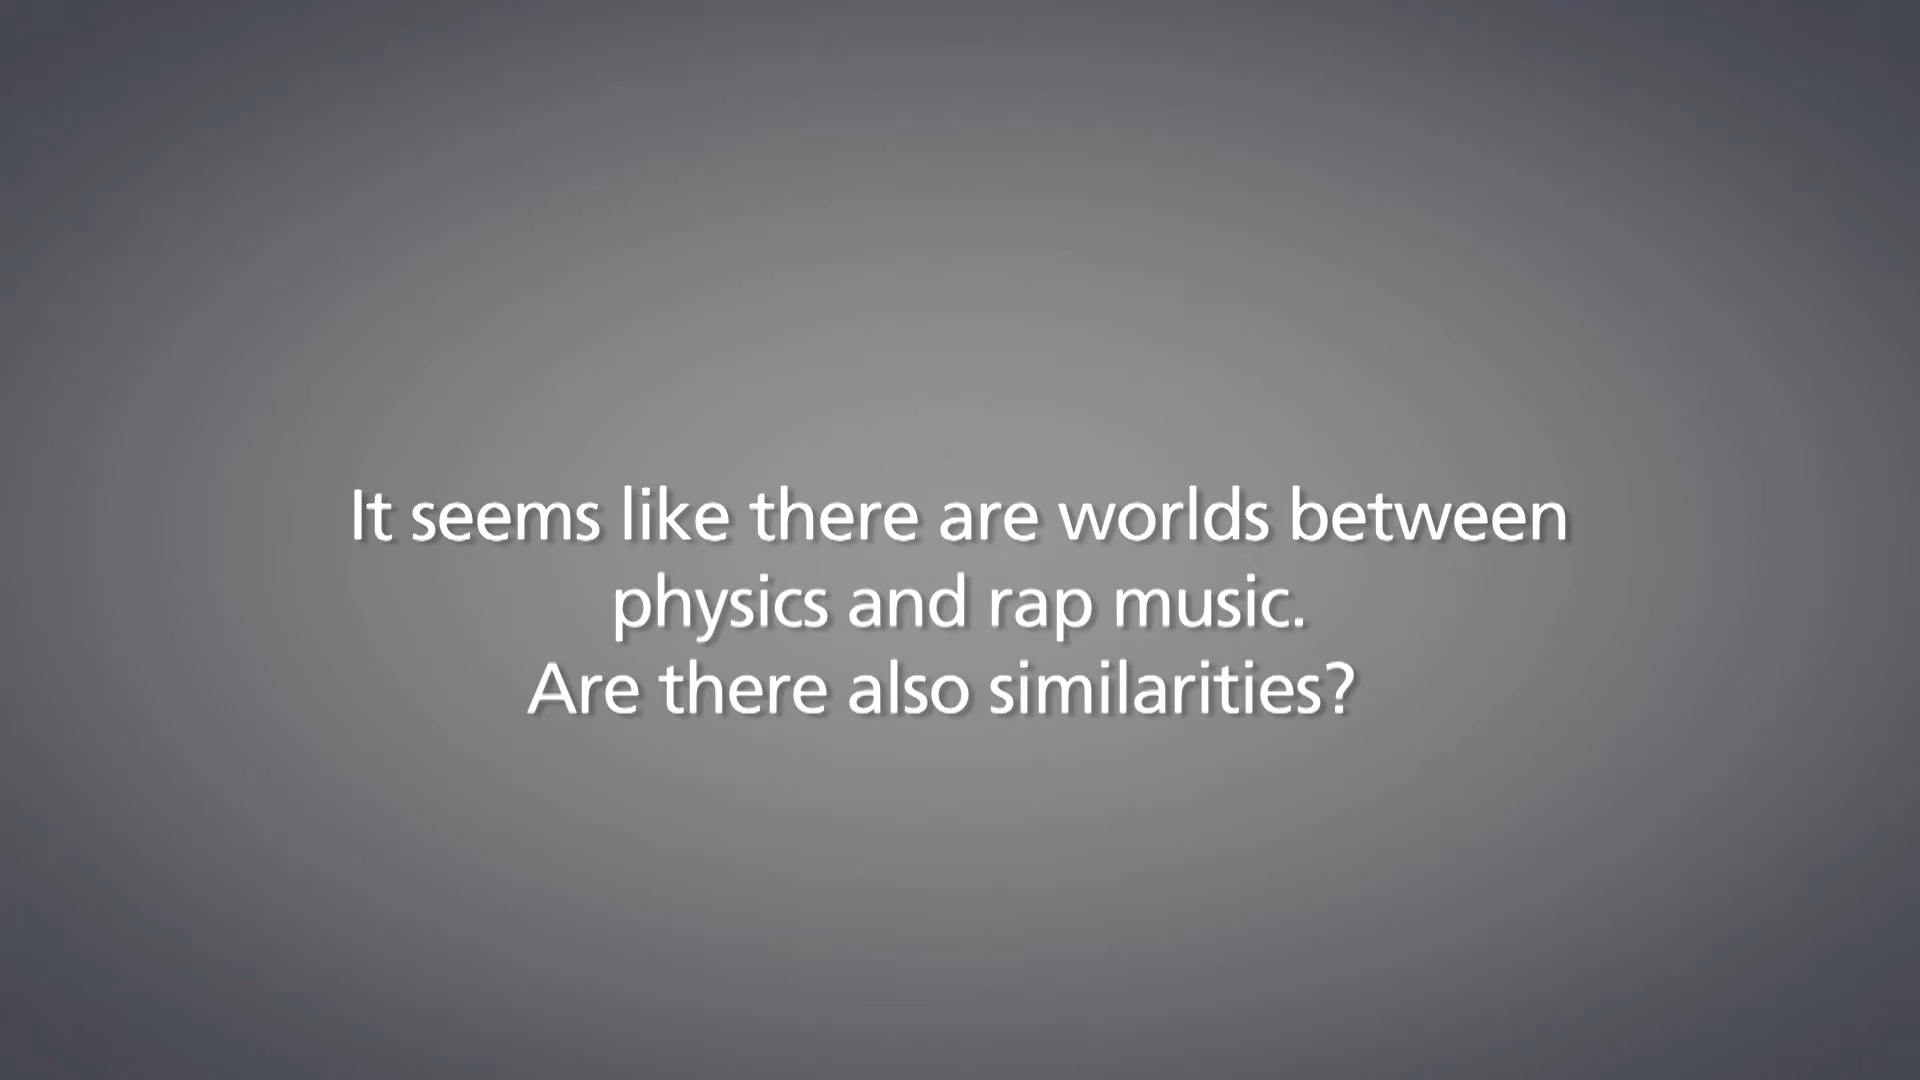 It seems like there are worlds between
physics and rap music.
Are there also similarities?